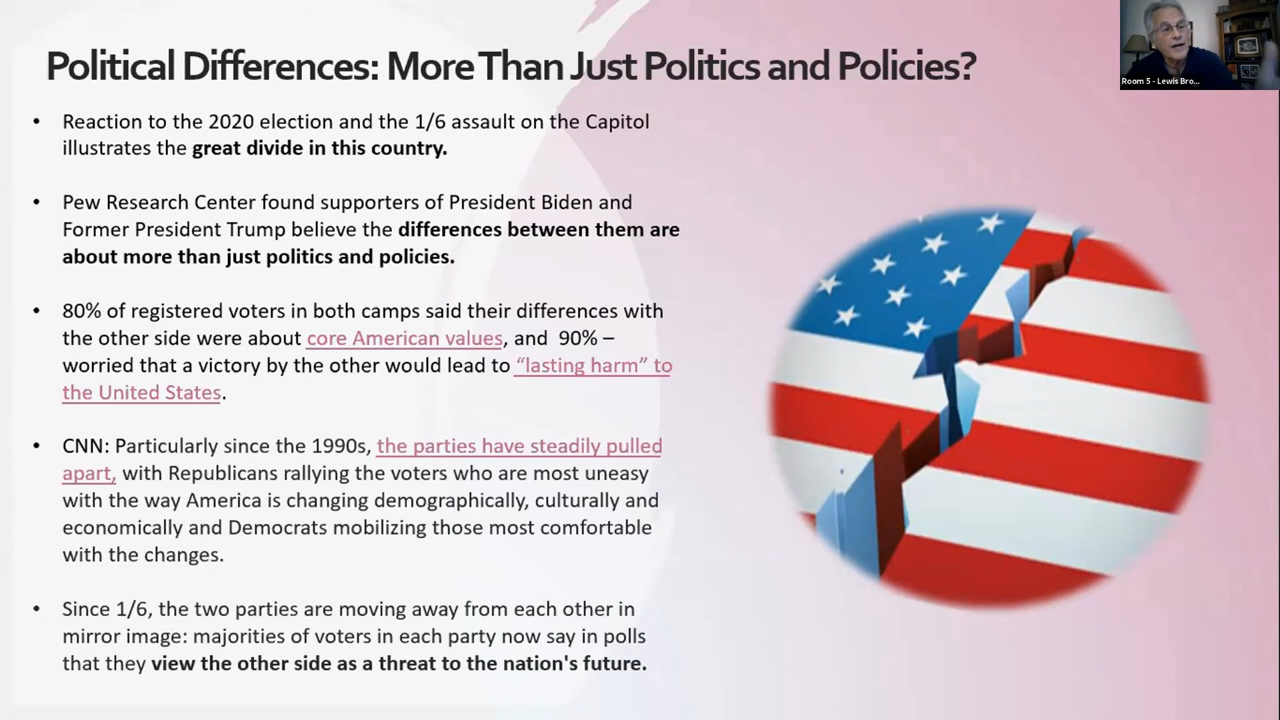 Political Differences: More Than Just Politics and Policies?
Room 5 - Lewis Bro...
• Reaction to the 2020 election and the 1/6 assault on the Capitol
illustrates the great divide in this country.
• Pew Research Center found supporters of President Biden and
Former President Trump believe the differences between them are
about more than just politics and policies.
• 80% of registered voters in both camps said their differences with
the other side were about core American values, and 90% –
worried that a victory by the other would lead to “lasting harm” to
the United States.
• CNN: Particularly since the 1990s, the parties have steadily pulled
apart, with Republicans rallying the voters who are most uneasy
with the way America is changing demographically, culturally and
economically and Democrats mobilizing those most comfortable
with the changes.
• Since 1/6, the two parties are moving away from each other in
mirror image: majorities of voters in each party now say in polls
that they view the other side as a threat to the nation's future.